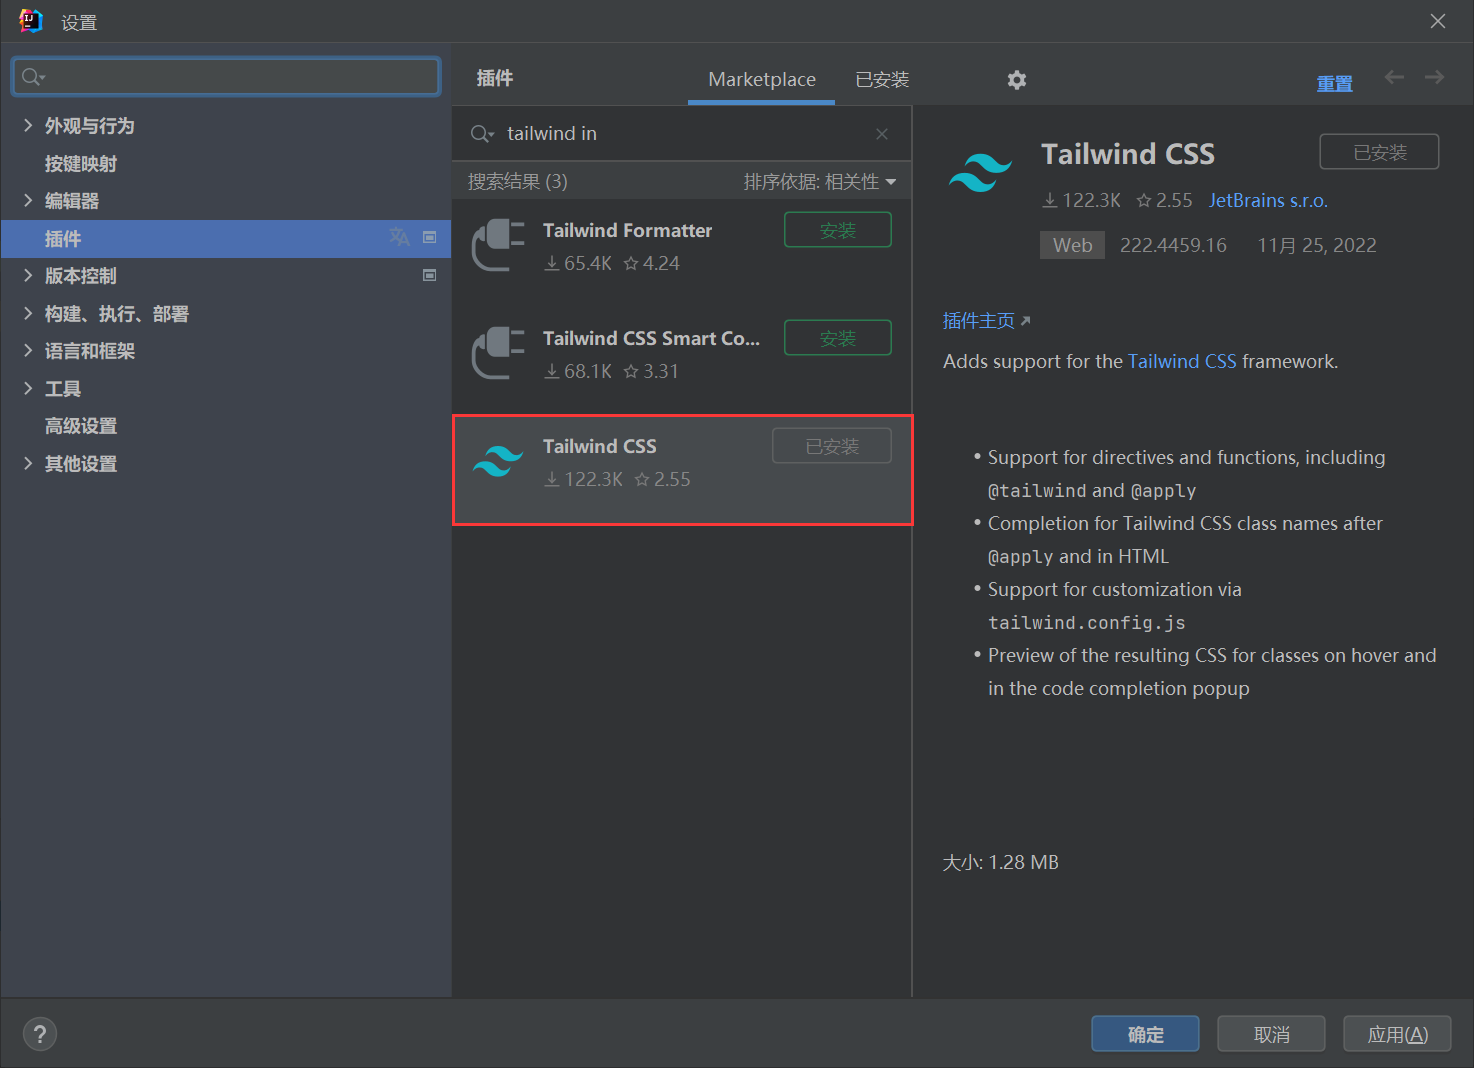 设置
外观与行为
按键映射
编辑器
插件
版本控制
构建、执行、部署
语言和框架
工具
高级设置
其他设置
插件
Marketplace
已安装
重置
tailwind in
搜索结果 (3)
排序依据: 相关性
Tailwind Formatter
安装
65.4K 4.24
Tailwind CSS Smart Co...
安装
68.1K 3.31
Tailwind CSS
已安装
122.3K 2.55
Tailwind CSS
已安装
122.3K 2.55 JetBrains s.r.o.
Web 222.4459.16 11月 25, 2022
插件主页
Adds support for the Tailwind CSS framework.
• Support for directives and functions, including
@tailwind and @apply
• Completion for Tailwind CSS class names after
@apply and in HTML
• Support for customization via
tailwind.config.js
• Preview of the resulting CSS for classes on hover and
in the code completion popup
大小: 1.28 MB
?
确定
取消
应用(A)